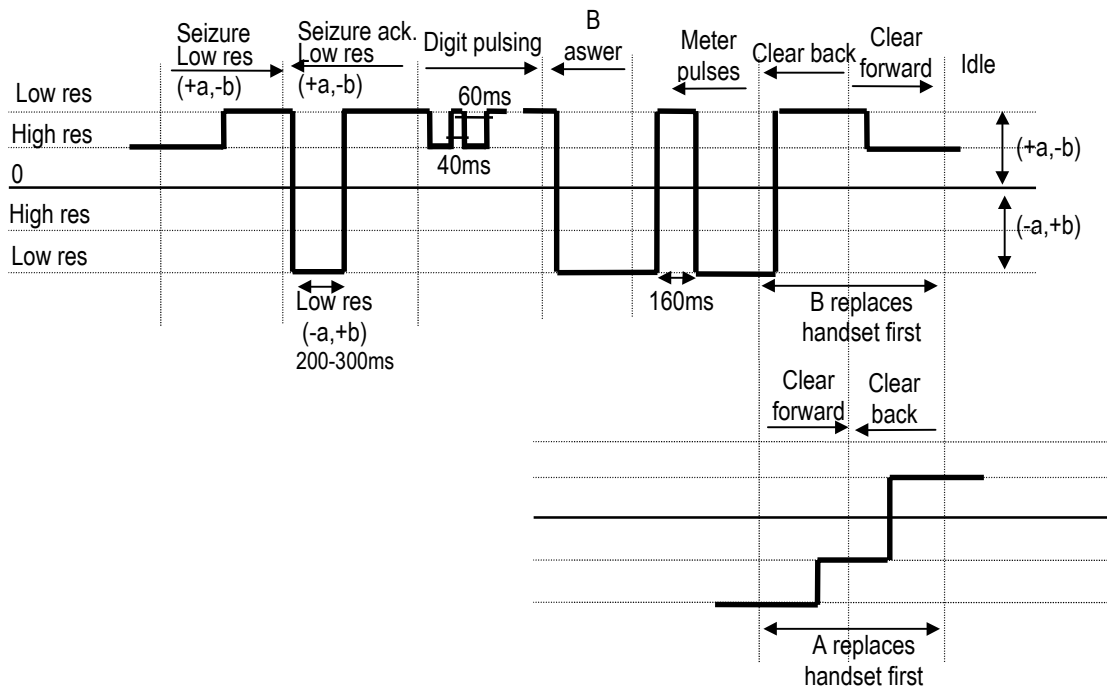 Seizure
Low res
(+a,-b)
Seizure ack.
Low res
(+a,-b)
Digit pulsing
B
aswer
Meter
pulses
Clear back
Clear
forward
Idle
Low res
High res
0
High res
Low res
60ms
40ms
(+a,-b)
(-a,+b)
Low res
(-a,+b)
200-300ms
160ms
B replaces
handset first
Clear
forward
Clear
back
A replaces
handset first